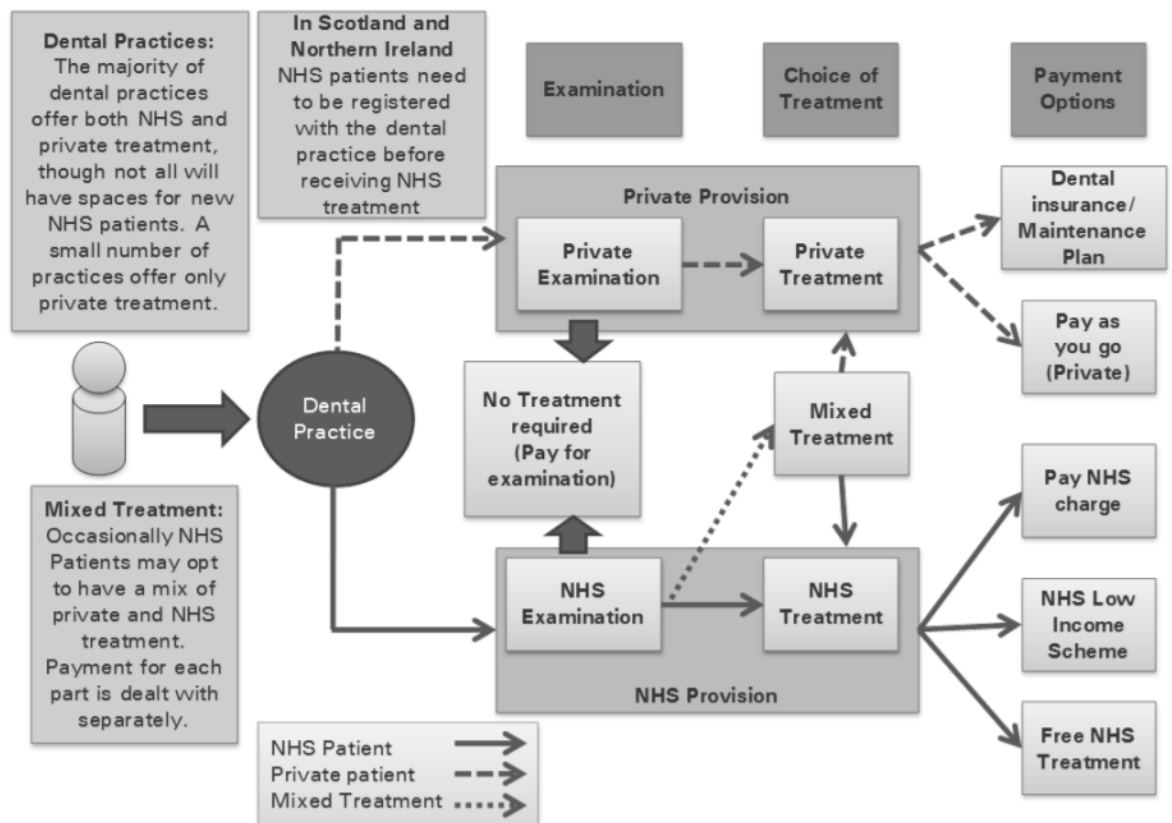 Dental Practices:
The majority of
dental practices
offer both NHS and
private treatment,
though not all will
have spaces for new
NHS patients. A
small number of
practices offer only
private treatment.
In Scotland and
Northern Ireland
NHS patients need
to be registered
with the dental
practice before
receiving NHS
treatment
Examination
Choice of
Treatment
Payment
Options
Private Provision
Private
Examination
Private
Treatment
Dental
insurance/
Maintenance
Plan
Pay as
you go
(Private)
Dental
Practice
No Treatment
required
(Pay for
examination)
Mixed
Treatment
Mixed Treatment:
Occasionally NHS
Patients may opt
to have a mix of
private and NHS
treatment.
Payment for each
part is dealt with
separately.
NHS
Examination
NHS
Treatment
NHS Provision
Pay NHS
charge
NHS Low
Income
Scheme
Free NHS
Treatment
NHS Patient
Private patient
Mixed Treatment